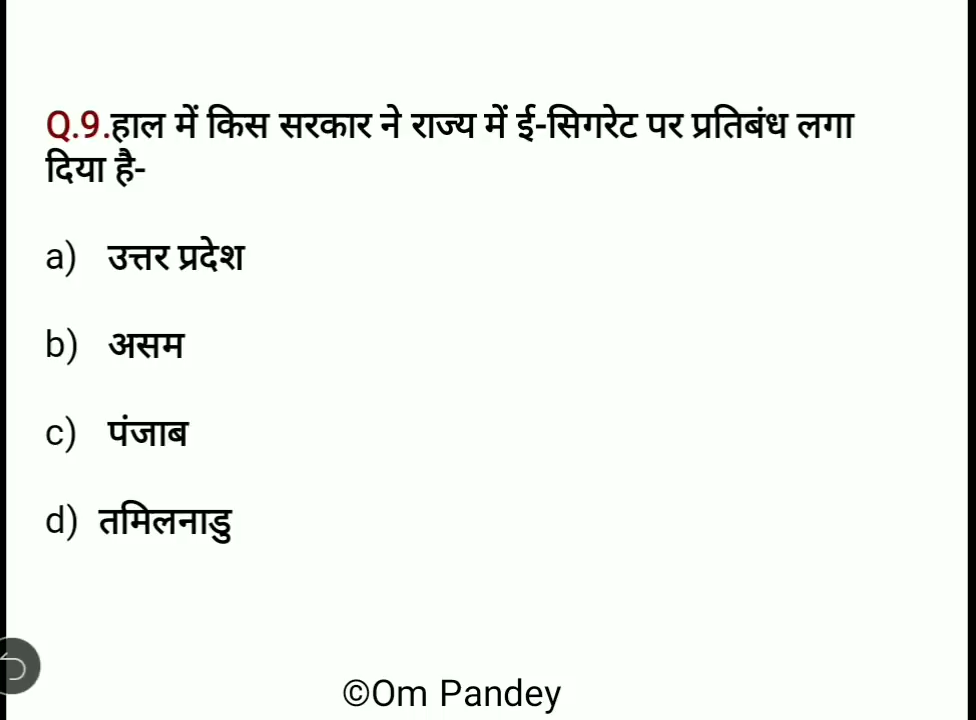 Q.9.हाल में किस सरकार ने राज्य में ई-सिगरेट पर प्रतिबंध लगा
दिया है-
a) उत्तर प्रदेश
b) असम
c) पंजाब
d) तमिलनाडु
©Om Pandey